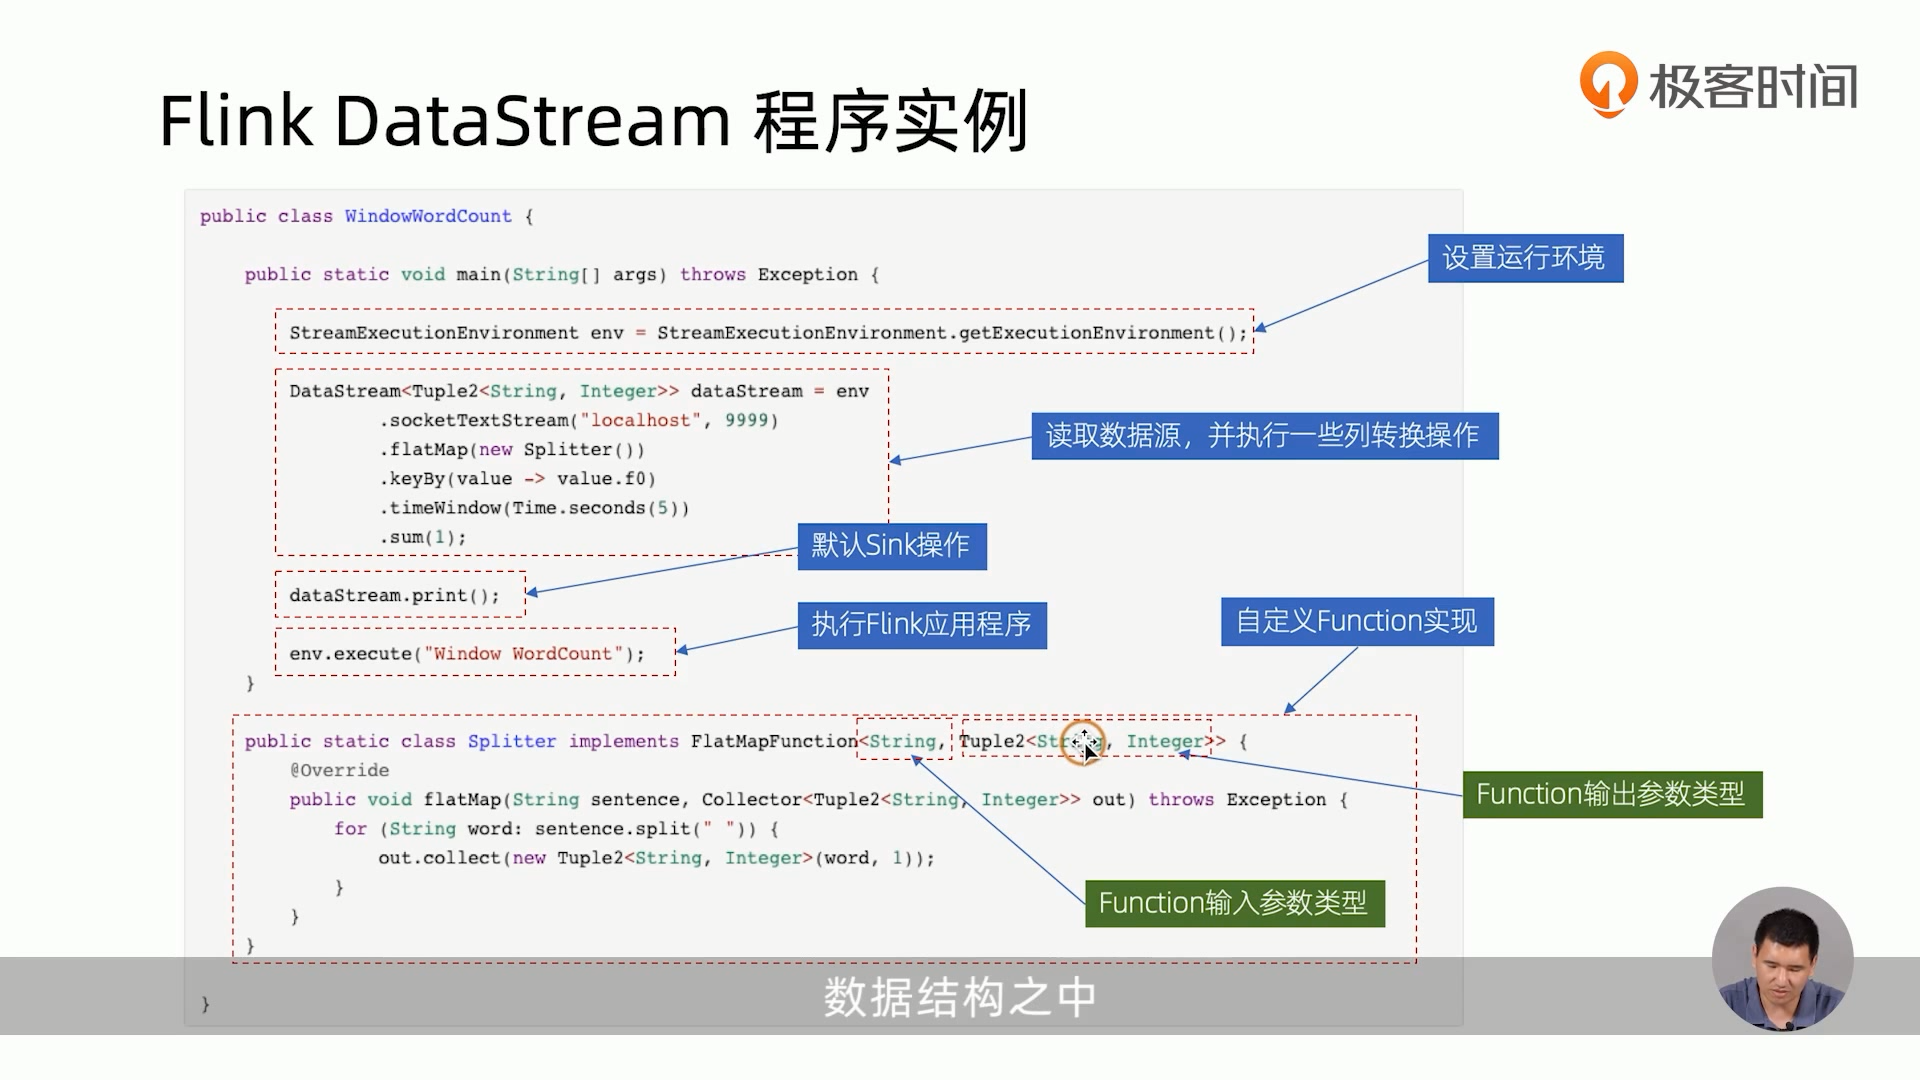 极客时间
Flink DataStream 程序实例
public class WindowWordCount {
public static void main(String[] args) throws Exception {
设置运行环境
StreamExecutionEnvironment env = StreamExecutionEnvironment.getExecutionEnvironment();
DataStream<Tuple2<String, Integer>> dataStream = env
.socketTextStream("localhost", 9999)
读取数据源，并执行一些列转换操作
.flatMap(new Splitter())
.keyBy(value -> value.f0)
.timeWindow(Time.seconds(5))
.sum(1);
默认Sink操作
dataStream.print();
执行Flink应用程序
自定义Function实现
env.execute("Window WordCount");
}
public static class Splitter implements FlatMapFunction<String, Tuple2<String, Integer>> {
@Override
Function输出参数类型
public void flatMap(String sentence, Collector<Tuple2<String, Integer>> out) throws Exception {
for (String word: sentence.split(" ")) {
out.collect(new Tuple2<String, Integer>(word, 1));
}
Function输入参数类型
}
}
数据结构之中
}